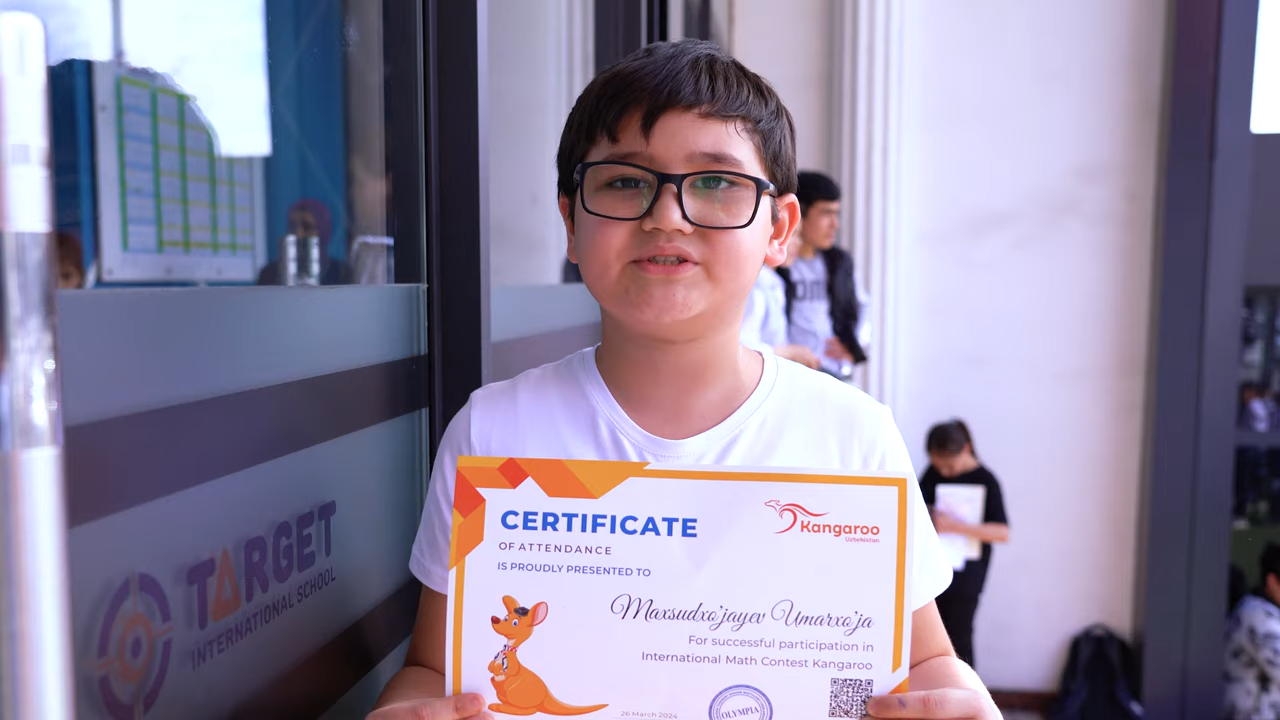 TARGET
INTERNATIONAL SCHOOL
CERTIFICATE
OF ATTENDANCE
IS PROUDLY PRESENTED TO
Kangaroo
Uzbekistan
Maxsudxo'jayev Umarxo'ja
For successful participation in
International Math Contest Kangaroo
26 March 2024
OLYMPIA